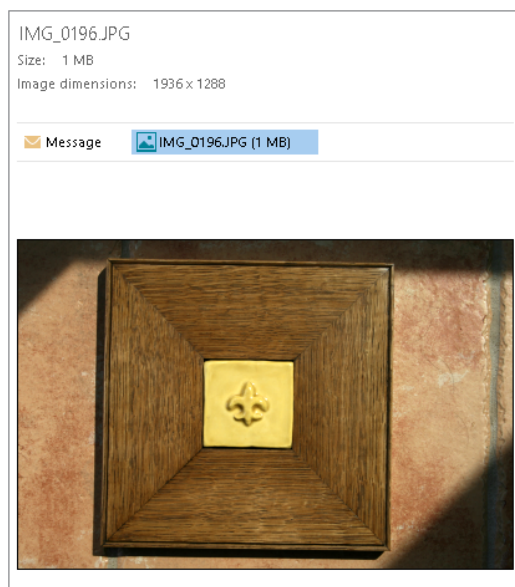 IMG_0196.JPG
Size: 1 MB
Image dimensions: 1936 x 1288
Message IMG_0196.JPG (1 MB)